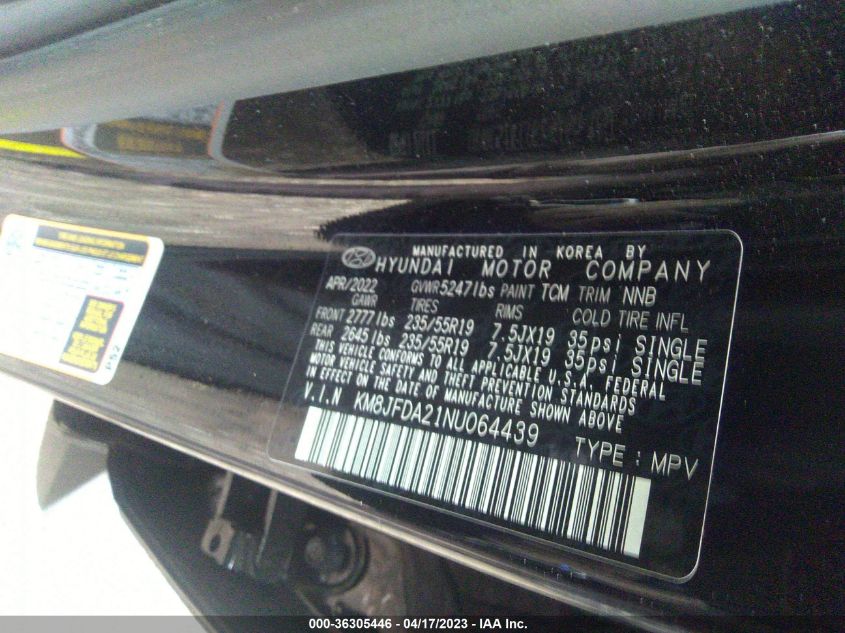 MANUFACTURED IN KOREA BY
HYUNDAI MOTOR COMPANY
APR/2022 GVWR 5247lbs PAINT TCM TRIM NNB
GAWR TIRES RIMS COLD TIRE INFL
FRONT 2777lbs 235/55R19 7.5JX19 35psi SINGLE
REAR 2645lbs 235/55R19 7.5JX19 35psi SINGLE
THIS VEHICLE CONFORMS TO ALL APPLICABLE U.S.A. FEDERAL
MOTOR VEHICLE SAFETY AND THEFT PREVENTION STANDARDS
IN EFFECT ON THE DATE OF MANUFACTURE SHOWN ABOVE
V.I.N KM8JFDA21NU064439
TYPE : MPV
P52
000-36305446 - 04/17/2023 - IAA Inc.